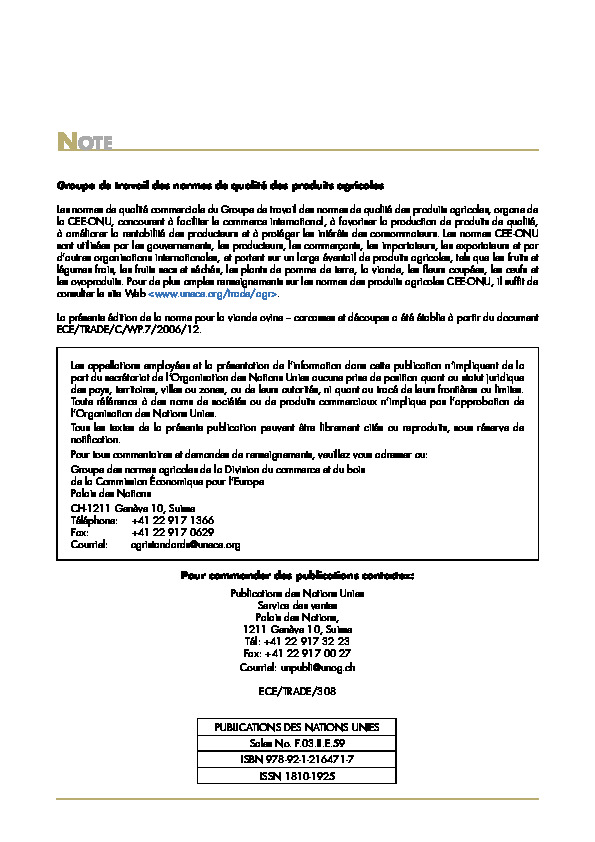 NOTE
Groupe de travail des normes de qualité des produits agricoles
Les normes de qualité commerciale du Groupe de travail des normes de qualité des produits agricoles, organe de
la CEE-ONU, concourent à faciliter le commerce international, à favoriser la production de produits de qualité,
à améliorer la rentabilité des producteurs et à protéger les intérêts des consommateurs. Les normes CEE-ONU
sont utilisées par les gouvernements, les producteurs, les commerçants, les importateurs, les exportateurs et par
d'autres organisations internationales, et portent sur un large éventail de produits agricoles, tels que les fruits et
légumes frais, les fruits secs et séchés, les plants de pomme de terre, la viande, les fleurs coupées, les œufs et
les ovoproduits. Pour de plus amples renseignements sur les normes des produits agricoles CEE-ONU, il suffit de
consulter le site Web <www.unece.org/trade/agr>.
La présente édition de la norme pour la viande ovine – carcasses et découpes a été établie à partir du document
ECE/TRADE/C/WP.7/2006/12.
Les appellations employées et la présentation de l'information dans cette publication n'impliquent de la
part du secrétariat de l'Organisation des Nations Unies aucune prise de position quant au statut juridique
des pays, territoires, villes ou zones, ou de leurs autorités, ni quant au tracé de leurs frontières ou limites.
Toute référence à des noms de sociétés ou de produits commerciaux n'implique pas l'approbation de
l'Organisation des Nations Unies.
Tous les textes de la présente publication peuvent être librement cités ou reproduits, sous réserve de
notification.
Pour tous commentaires et demandes de renseignements, veuillez vous adresser au:
Groupe des normes agricoles de la Division du commerce et du bois
de la Commission Économique pour l'Europe
Palais des Nations
CH-1211 Genève 10, Suisse
Téléphone: +41 22 917 1366
Fax: +41 22 917 0629
Courriel: agristandards@unece.org
Pour commander des publications contactez:
Publications des Nations Unies
Service des ventes
Palais des Nations,
1211 Genève 10, Suisse
Tél: +41 22 917 32 23
Fax: +41 22 917 00 27
Courriel: unpubli@unog.ch
ECE/TRADE/308
PUBLICATIONS DES NATIONS UNIES
Sales No. F.03.II.E.59
ISBN 978-92-1-216471-7
ISSN 1810-1925